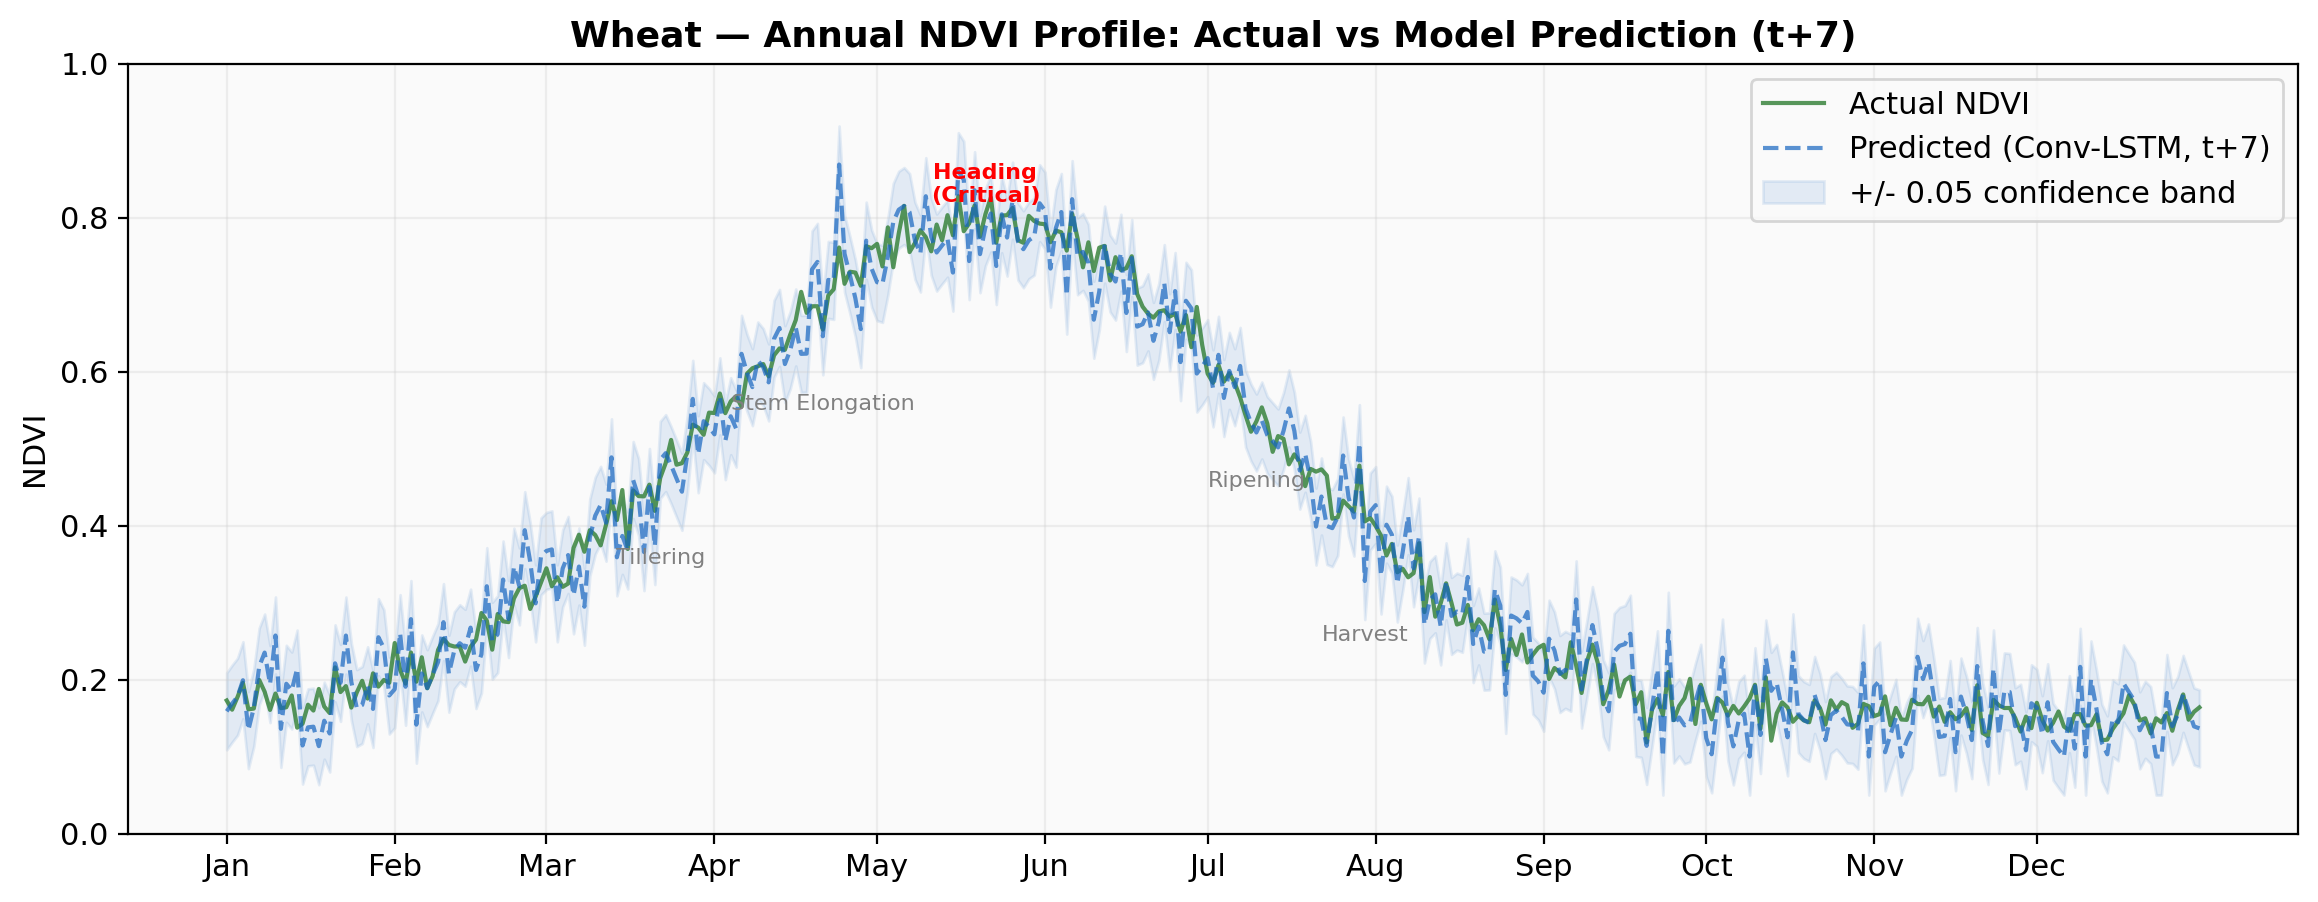 Wheat — Annual NDVI Profile: Actual vs Model Prediction (t+7)
1.0
0.8
0.6
0.4
0.2
0.0
NDVI
Actual NDVI
Predicted (Conv-LSTM, t+7)
+/- 0.05 confidence band
Heading
(Critical)
Stem Elongation
Ripening
Tillering
Harvest
Jan
Feb
Mar
Apr
May
Jun
Jul
Aug
Sep
Oct
Nov
Dec